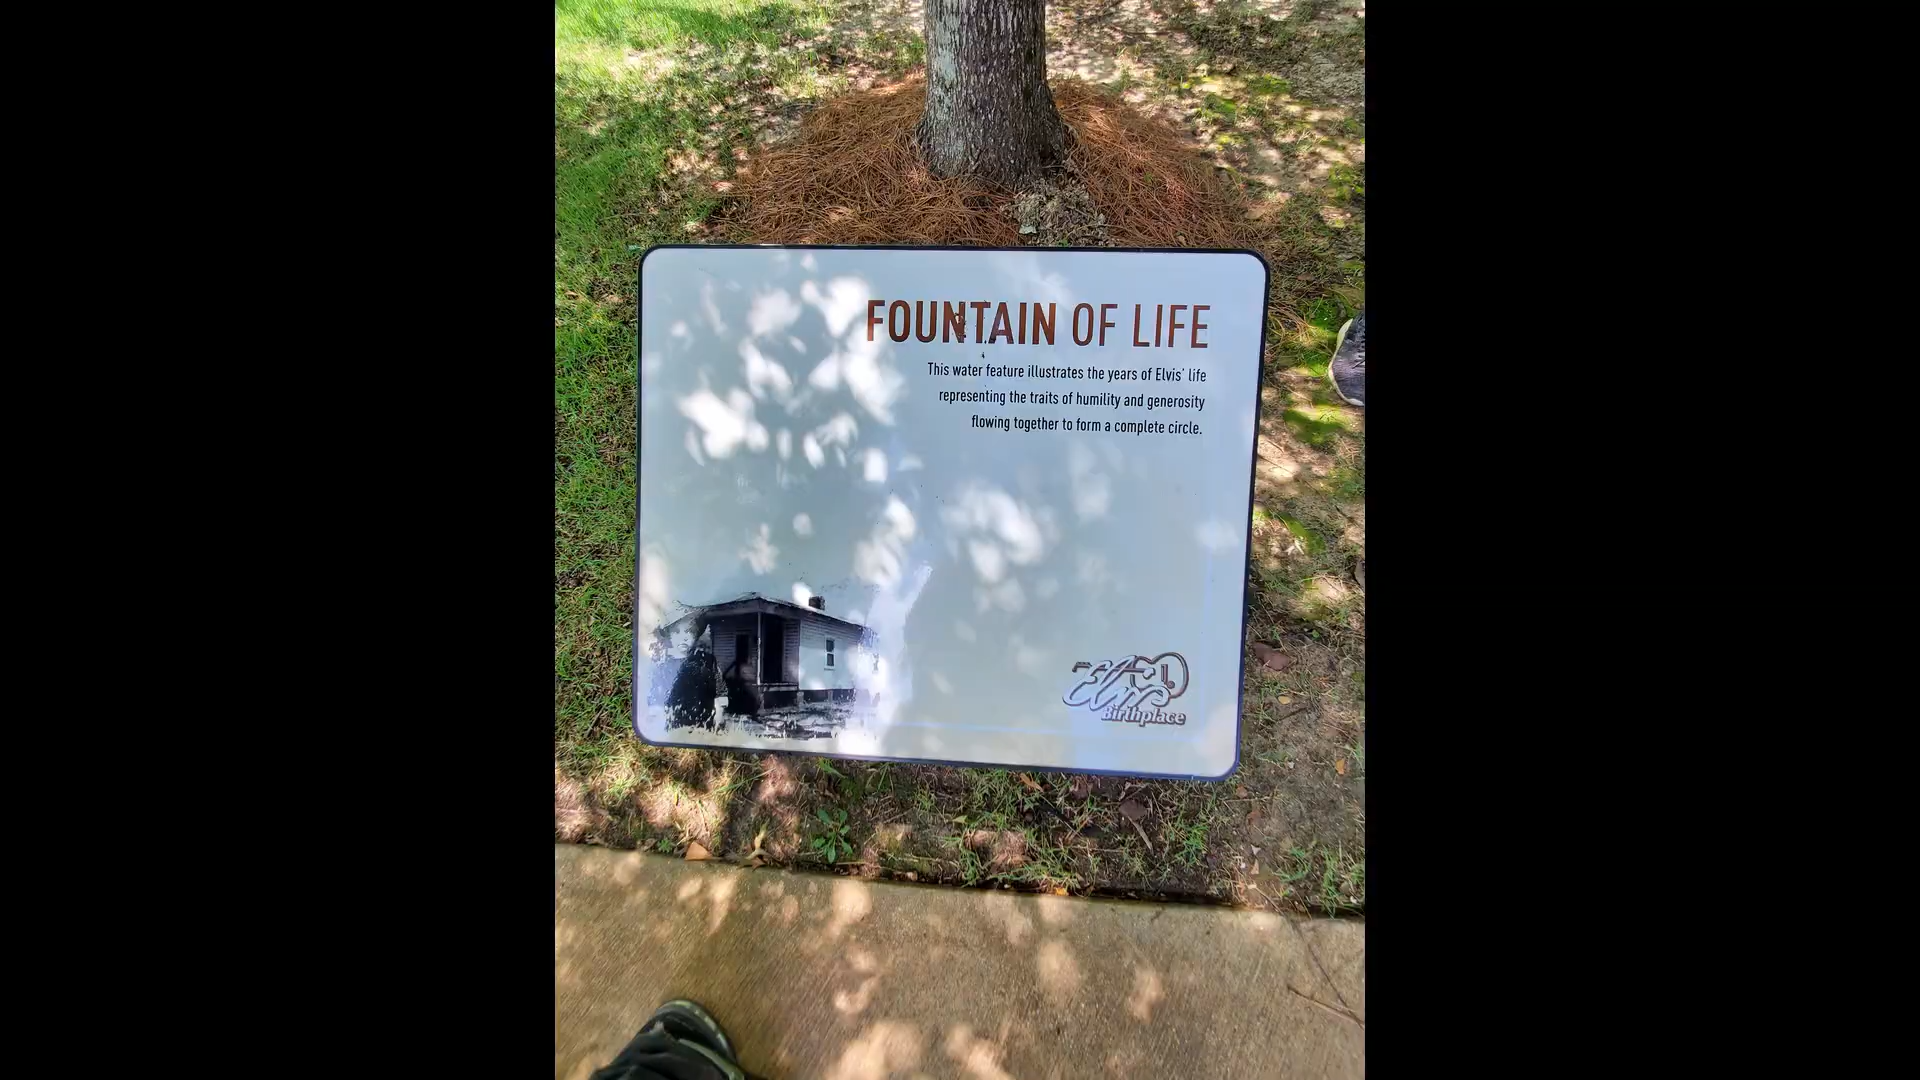 FOUNTAIN OF LIFE
This water feature illustrates the years of Elvis' life
representing the traits of humility and generosity
flowing together to form a complete circle.
Elvis
Birthplace